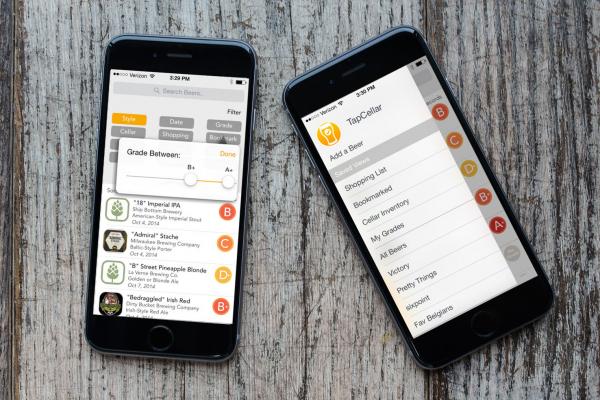 Verizon
3:29 PM
Search Beers..
Filter
Style
Date
Grade
Cellar
Shopping
Bookmark
Grade Between:
Done
B+
A+
"18" Imperial IPA
Ship Bottom Brewery
American-Style Imperial Stout
Oct 4, 2014
B
"Admiral" Stache
Milwaukee Brewing Company
Baltic-Style Porter
Oct 4, 2014
C
"B" Street Pineapple Blonde
La Verne Brewing Co.
Golden or Blonde Ale
Oct 7, 2014
"Bedraggled" Irish Red
Dirty Bucket Brewing Company
Irish-Style Red Ale
Verizon
3:30 PM
TapCellar
Add a Beer
Saved Views
Shopping List
Bookmarked
Cellar Inventory
My Grades
All Beers
Victory
Pretty Things
sixpoint
Fav Belgians
B
C
D
B
A